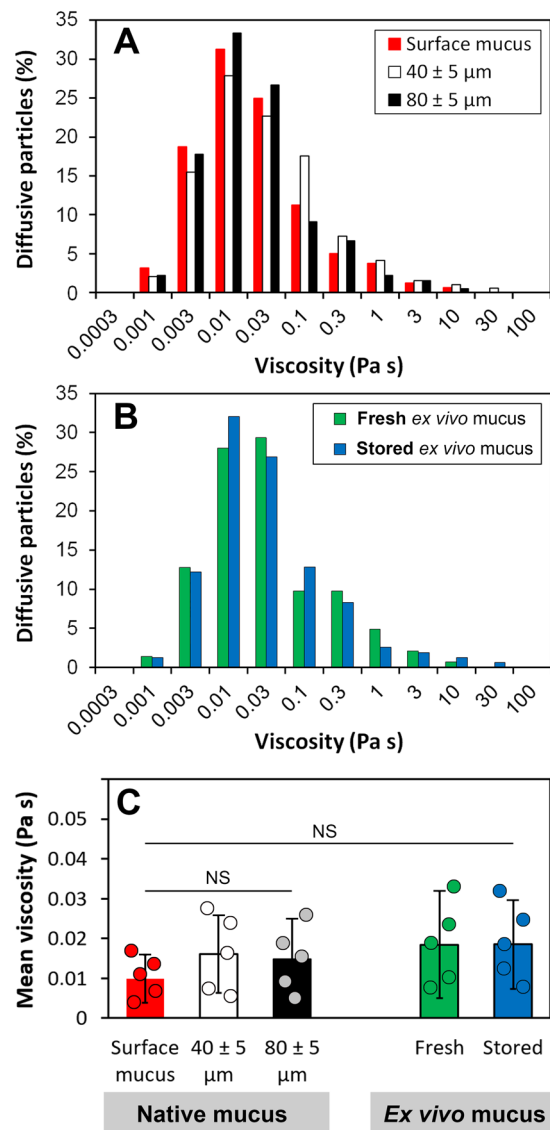 A
35
30
25
20
15
10
5
0
Diffusive particles (%)
Surface mucus
40 ± 5 µm
80 ± 5 µm
0.0003 0.001 0.003 0.01 0.03 0.1 0.3 1 3 10 30 100
Viscosity (Pa s)
B
35
30
25
20
15
10
5
0
Diffusive particles (%)
Fresh ex vivo mucus
Stored ex vivo mucus
0.0003 0.001 0.003 0.01 0.03 0.1 0.3 1 3 10 30 100
Viscosity (Pa s)
C
0.05
0.06
0.04
0.03
0.02
0.01
0
Mean viscosity (Pa s)
NS
NS
Surface
mucus
40 ± 5
µm
80 ± 5
µm
Fresh
Stored
Native mucus
Ex vivo mucus